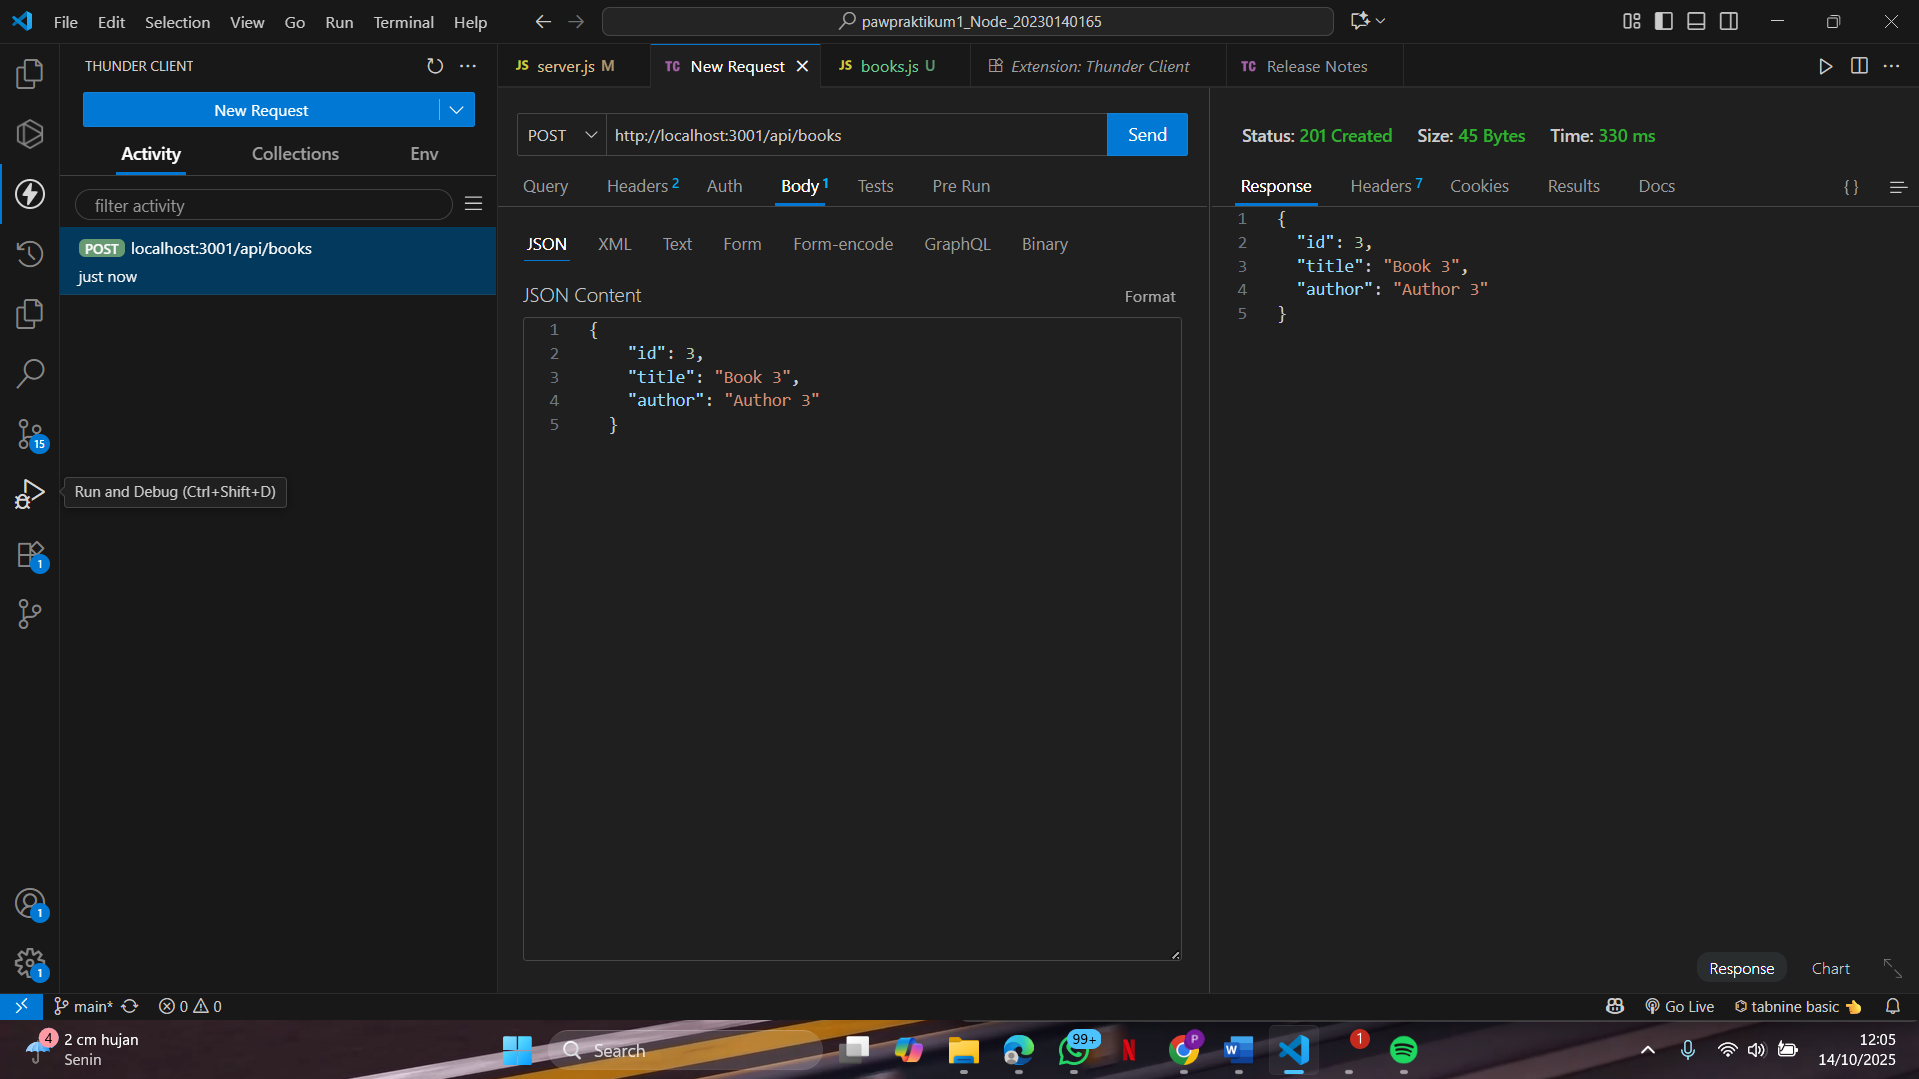 File Edit Selection View Go Run Terminal Help
pawpraktikum1_Node_20230140165
THUNDER CLIENT
New Request
Activity Collections Env
filter activity
POST localhost:3001/api/books
just now
15
Run and Debug (Ctrl+Shift+D)
1
1
1
JS server.js M
TC New Request
JS books.js U
Extension: Thunder Client
TC Release Notes
POST http://localhost:3001/api/books Send
Query Headers 2 Auth Body 1 Tests Pre Run
JSON XML Text Form Form-encode GraphQL Binary
JSON Content Format
1 {
2 "id": 3,
3 "title": "Book 3",
4 "author": "Author 3"
5 }
Status: 201 Created Size: 45 Bytes Time: 330 ms
Response Headers 7 Cookies Results Docs { }
1 {
2 "id": 3,
3 "title": "Book 3",
4 "author": "Author 3"
5 }
Response Chart
main* 0 0 Go Live tabnine basic
4 2 cm hujan
Senin
Search
99+
N
P
W
1
12:05
14/10/2025